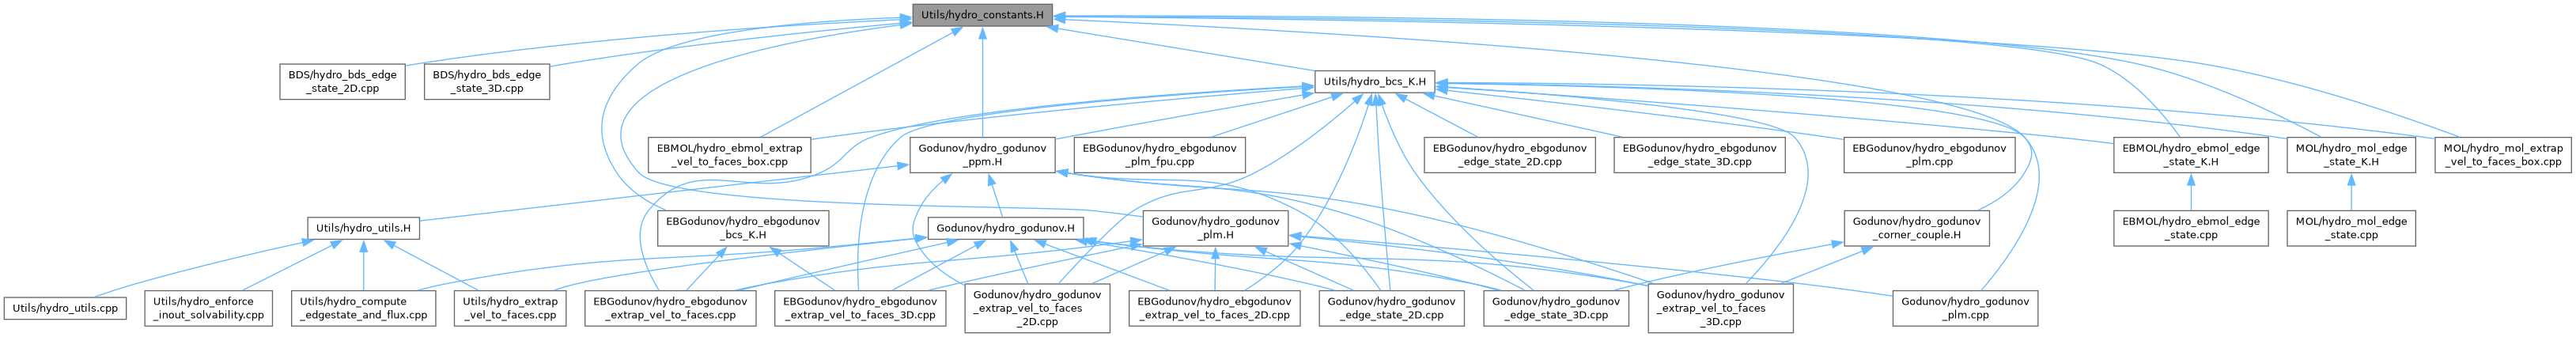 Utils/hydro_constants.H
BDS/hydro_bds_edge
_state_2D.cpp
BDS/hydro_bds_edge
_state_3D.cpp
Utils/hydro_bcs_K.H
EBMOL/hydro_ebmol_extrap
_vel_to_faces_box.cpp
Godunov/hydro_godunov
_ppm.H
EBGodunov/hydro_ebgodunov
_plm_fpu.cpp
EBGodunov/hydro_ebgodunov
_edge_state_2D.cpp
EBGodunov/hydro_ebgodunov
_edge_state_3D.cpp
EBGodunov/hydro_ebgodunov
_plm.cpp
EBMOL/hydro_ebmol_edge
_state_K.H
MOL/hydro_mol_edge
_state_K.H
MOL/hydro_mol_extrap
_vel_to_faces_box.cpp
Utils/hydro_utils.H
EBGodunov/hydro_ebgodunov
_bcs_K.H
Godunov/hydro_godunov.H
Godunov/hydro_godunov
_plm.H
Godunov/hydro_godunov
_corner_couple.H
EBMOL/hydro_ebmol_edge
_state.cpp
MOL/hydro_mol_edge
_state.cpp
Utils/hydro_utils.cpp
Utils/hydro_enforce
_inout_solvability.cpp
Utils/hydro_compute
_edgestate_and_flux.cpp
Utils/hydro_extrap
_vel_to_faces.cpp
EBGodunov/hydro_ebgodunov
_extrap_vel_to_faces.cpp
EBGodunov/hydro_ebgodunov
_extrap_vel_to_faces_3D.cpp
Godunov/hydro_godunov
_extrap_vel_to_faces
_2D.cpp
EBGodunov/hydro_ebgodunov
_extrap_vel_to_faces_2D.cpp
Godunov/hydro_godunov
_edge_state_2D.cpp
Godunov/hydro_godunov
_edge_state_3D.cpp
Godunov/hydro_godunov
_extrap_vel_to_faces
_3D.cpp
Godunov/hydro_godunov
_plm.cpp